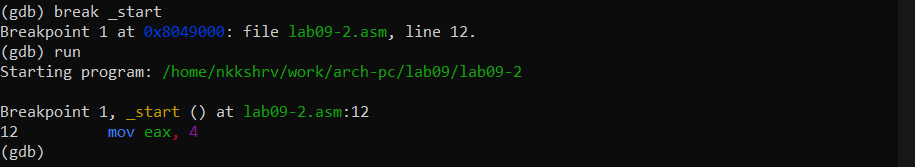 (gdb) break _start
Breakpoint 1 at 0x8049000: file lab09-2.asm, line 12.
(gdb) run
Starting program: /home/nkkshrv/work/arch-pc/lab09/lab09-2
Breakpoint 1, _start () at lab09-2.asm:12
12 mov eax, 4
(gdb)